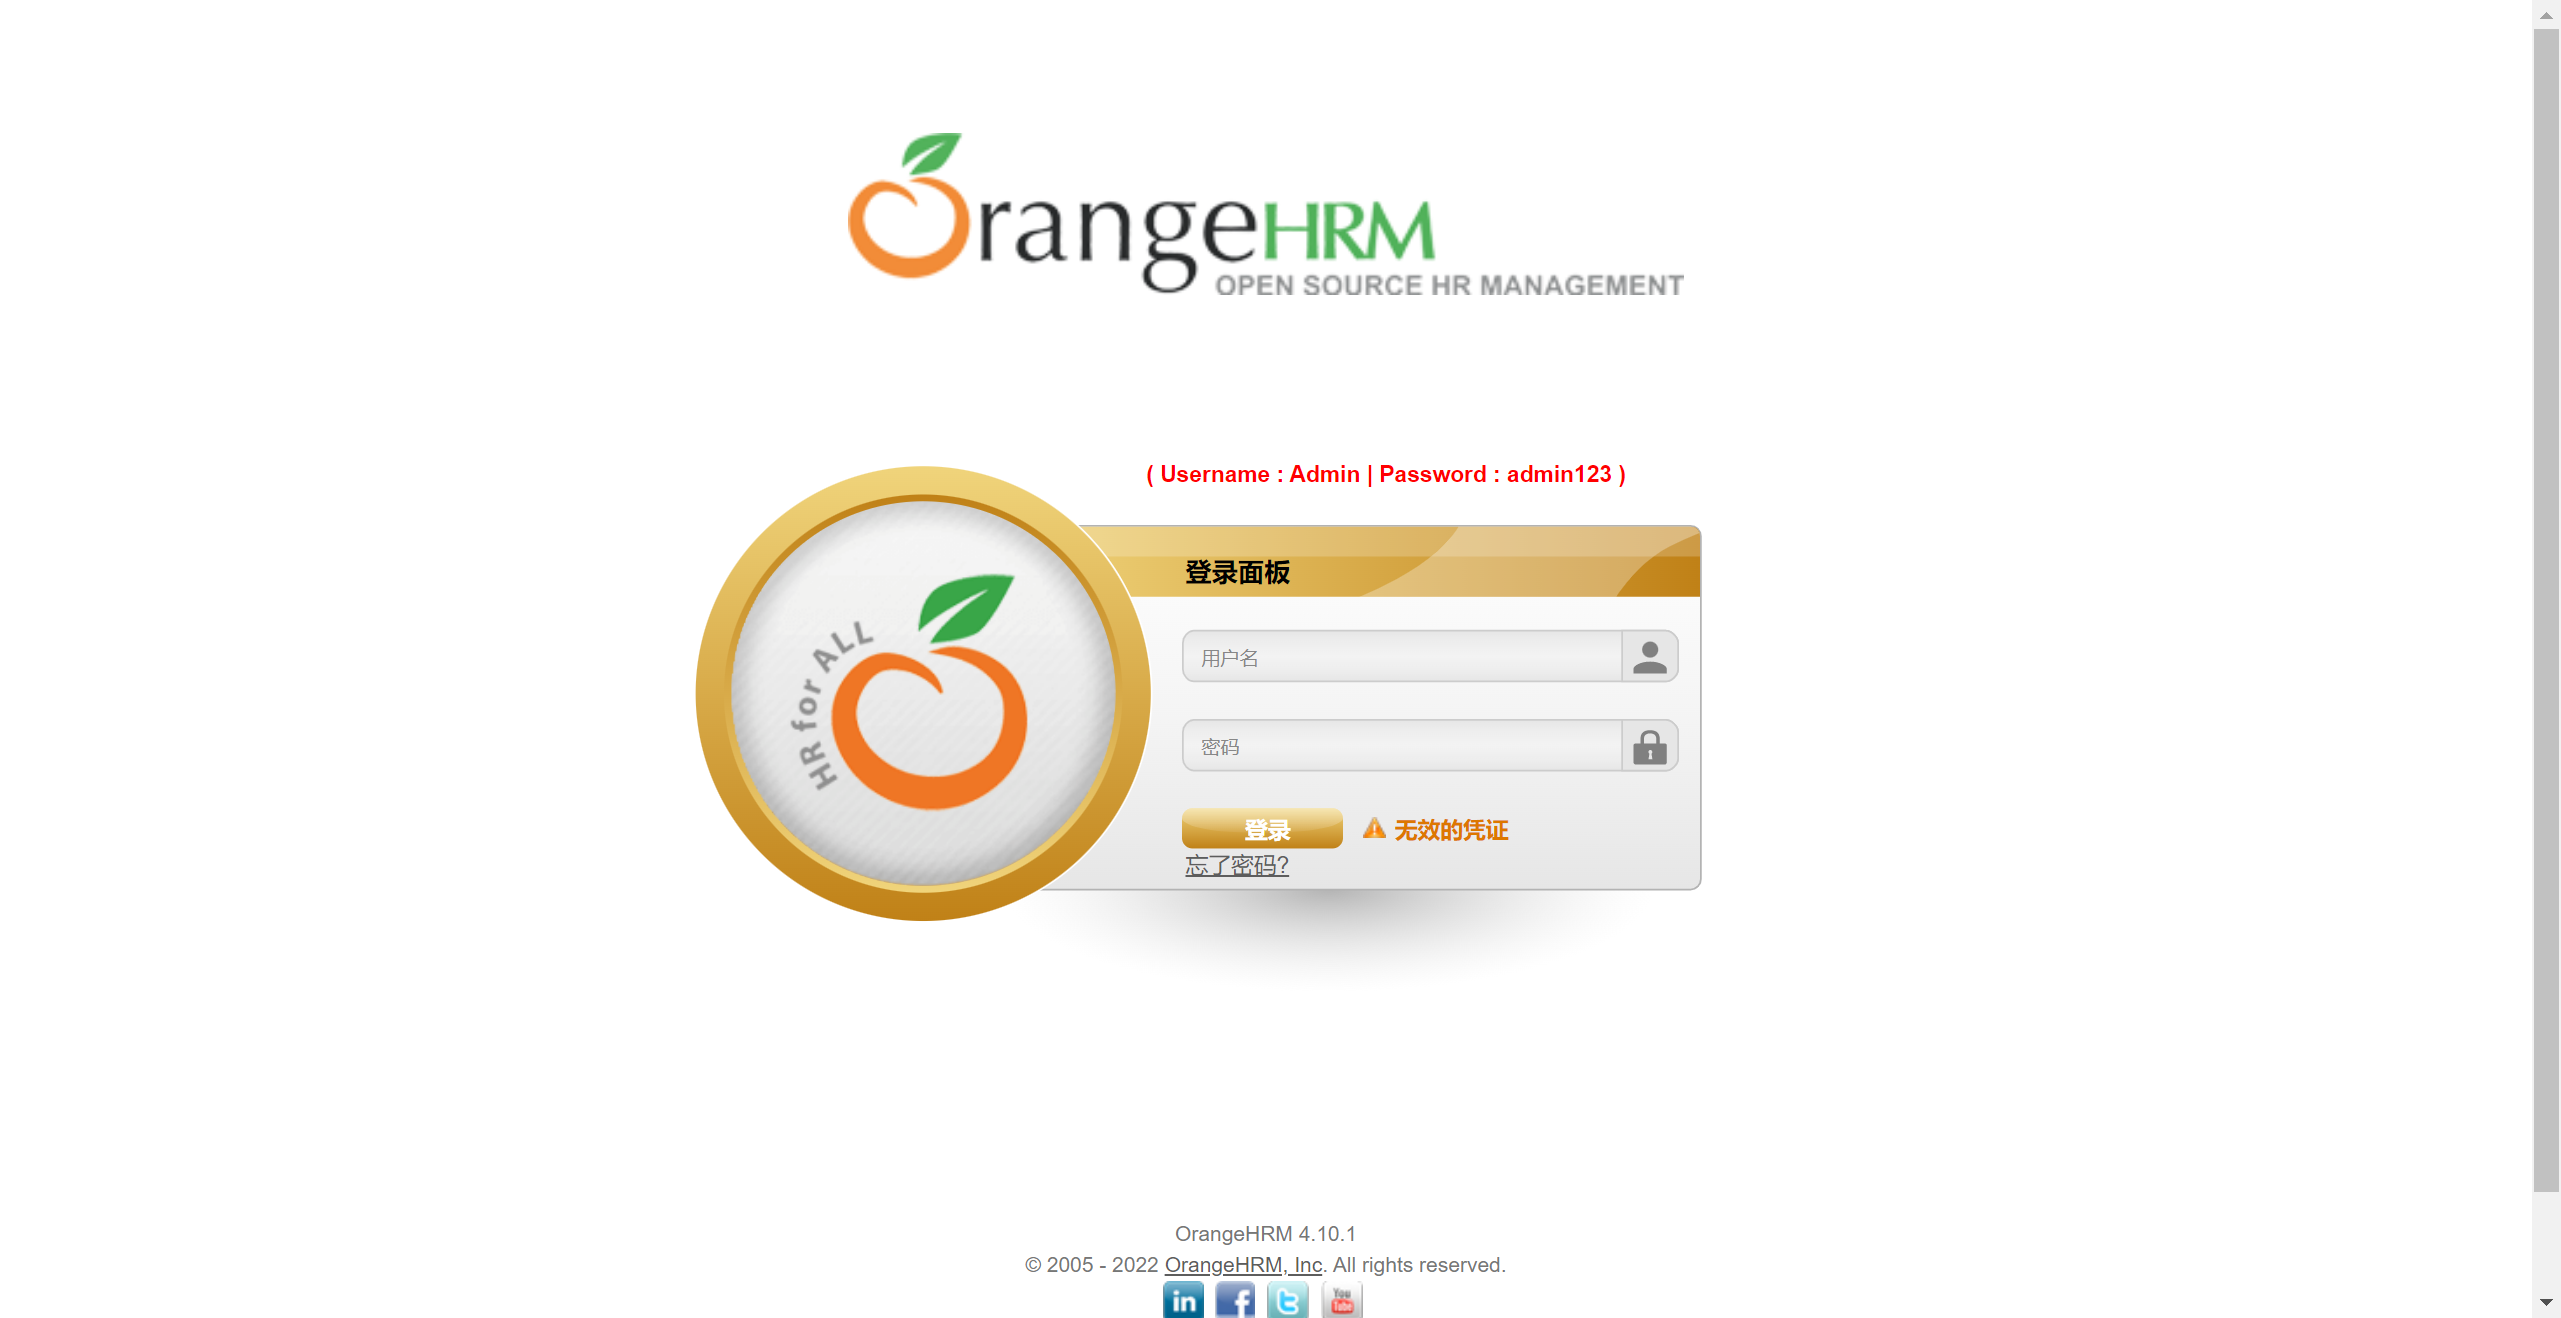 OrangeHRM
OPEN SOURCE HR MANAGEMENT
( Username : Admin | Password : admin123 )
登录面板
HR for ALL
用户名
密码
登录 无效的凭证
忘了密码?
OrangeHRM 4.10.1
© 2005 - 2022 OrangeHRM, Inc. All rights reserved.
in f t You Tube